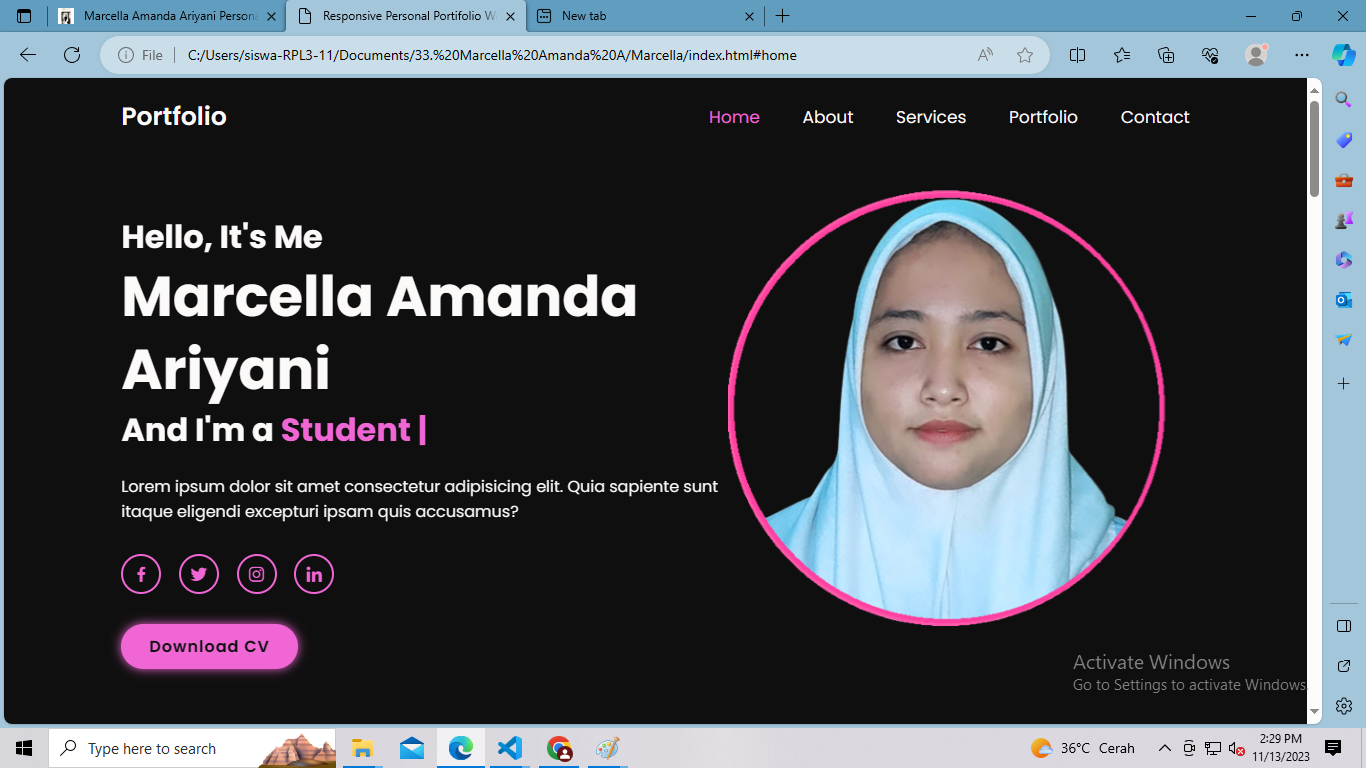 Marcella Amanda Ariyani Persona
Responsive Personal Portifolio W
New tab
File
C:/Users/siswa-RPL3-11/Documents/33.%20Marcella%20Amanda%20A/Marcella/index.html#home
Portfolio
Home
About
Services
Portfolio
Contact
Hello, It's Me
Marcella Amanda
Ariyani
And I'm a Student |
Lorem ipsum dolor sit amet consectetur adipisicing elit. Quia sapiente sunt
itaque eligendi excepturi ipsam quis accusamus?
Download CV
Activate Windows
Go to Settings to activate Windows
Type here to search
36°C Cerah
2:29 PM
11/13/2023